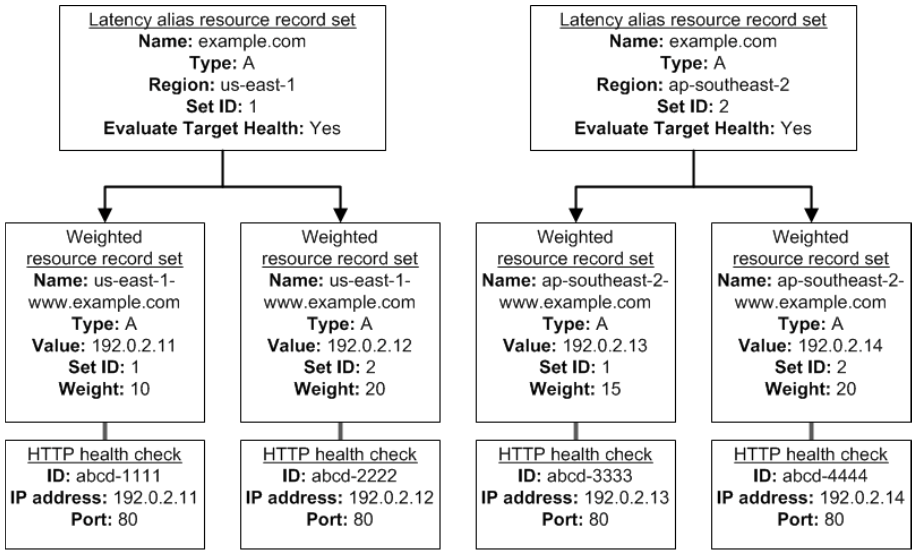 Latency alias resource record set
Name: example.com
Type: A
Region: us-east-1
Set ID: 1
Evaluate Target Health: Yes
Latency alias resource record set
Name: example.com
Type: A
Region: ap-southeast-2
Set ID: 2
Evaluate Target Health: Yes
Weighted
resource record set
Name: us-east-1-
www.example.com
Type: A
Value: 192.0.2.11
Set ID: 1
Weight: 10
Weighted
resource record set
Name: us-east-1-
www.example.com
Type: A
Value: 192.0.2.12
Set ID: 2
Weight: 20
Weighted
resource record set
Name: ap-southeast-2-
www.example.com
Type: A
Value: 192.0.2.13
Set ID: 1
Weight: 15
Weighted
resource record set
Name: ap-southeast-2-
www.example.com
Type: A
Value: 192.0.2.14
Set ID: 2
Weight: 20
HTTP health check
ID: abcd-1111
IP address: 192.0.2.11
Port: 80
HTTP health check
ID: abcd-2222
IP address: 192.0.2.12
Port: 80
HTTP health check
ID: abcd-3333
IP address: 192.0.2.13
Port: 80
HTTP health check
ID: abcd-4444
IP address: 192.0.2.14
Port: 80